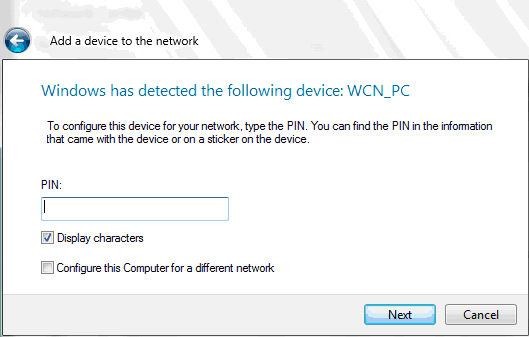 Add a device to the network
Windows has detected the following device: WCN_PC
To configure this device for your network, type the PIN. You can find the PIN in the information
that came with the device or on a sticker on the device.
PIN:
Display characters
Configure this Computer for a different network
Next
Cancel